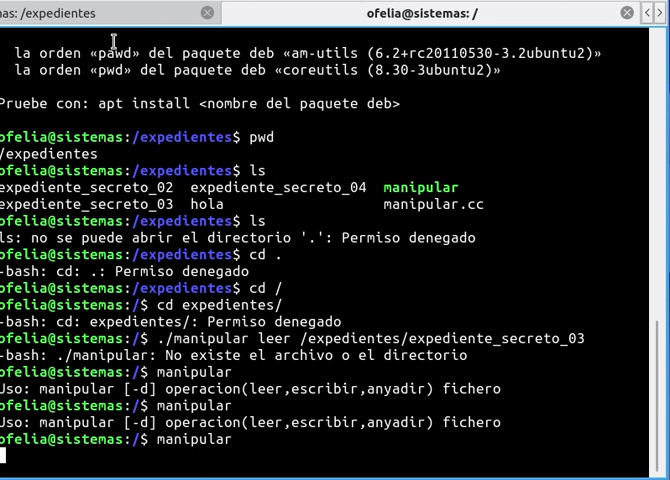 mas: /expedientes
ofelia@sistemas: /
la orden «pawd» del paquete deb «am-utils (6.2+rc20110530-3.2ubuntu2)»
la orden «pwd» del paquete deb «coreutils (8.30-3ubuntu2)»
Pruebe con: apt install <nombre del paquete deb>
ofelia@sistemas:/expedientes$ pwd
/expedientes
ofelia@sistemas:/expedientes$ ls
expediente_secreto_02 expediente_secreto_04 manipular
expediente_secreto_03 hola manipular.cc
ofelia@sistemas:/expedientes$ ls
ls: no se puede abrir el directorio '.': Permiso denegado
ofelia@sistemas:/expedientes$ cd .
-bash: cd: .: Permiso denegado
ofelia@sistemas:/expedientes$ cd /
ofelia@sistemas:/$ cd expedientes/
-bash: cd: expedientes/: Permiso denegado
ofelia@sistemas:/$ ./manipular leer /expedientes/expediente_secreto_03
-bash: ./manipular: No existe el archivo o el directorio
ofelia@sistemas:/$ manipular
Uso: manipular [-d] operacion(leer,escribir,anyadir) fichero
ofelia@sistemas:/$ manipular
Uso: manipular [-d] operacion(leer,escribir,anyadir) fichero
ofelia@sistemas:/$ manipular